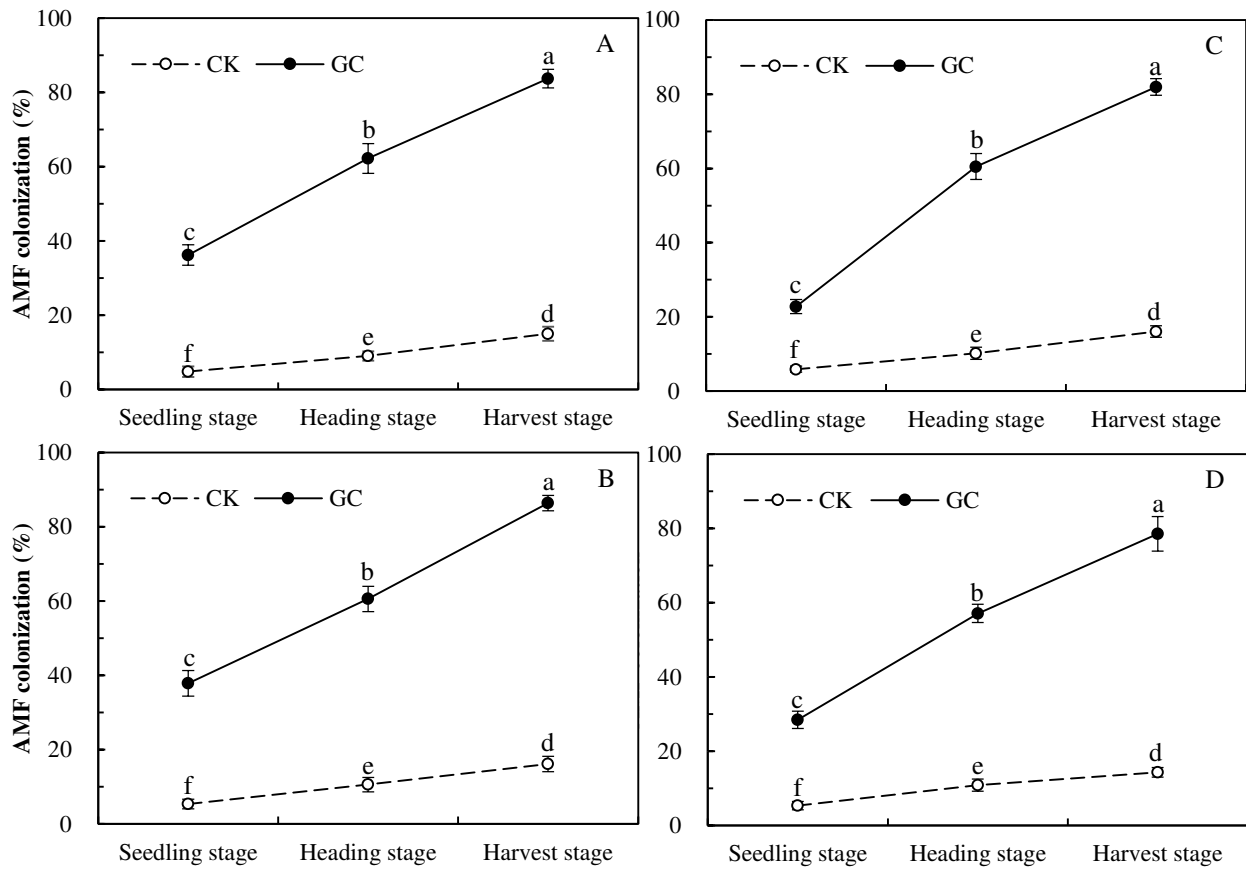 A
CK GC
AMF colonization (%)
100
80
60
40
20
0
a
b
c
d
e
f
Seedling stage Heading stage Harvest stage
C
CK GC
100
80
60
40
20
0
a
b
c
d
e
f
Seedling stage Heading stage Harvest stage
B
CK GC
AMF colonization (%)
100
80
60
40
20
0
a
b
c
d
e
f
Seedling stage Heading stage Harvest stage
D
CK GC
100
80
60
40
20
0
a
b
c
d
e
f
Seedling stage Heading stage Harvest stage